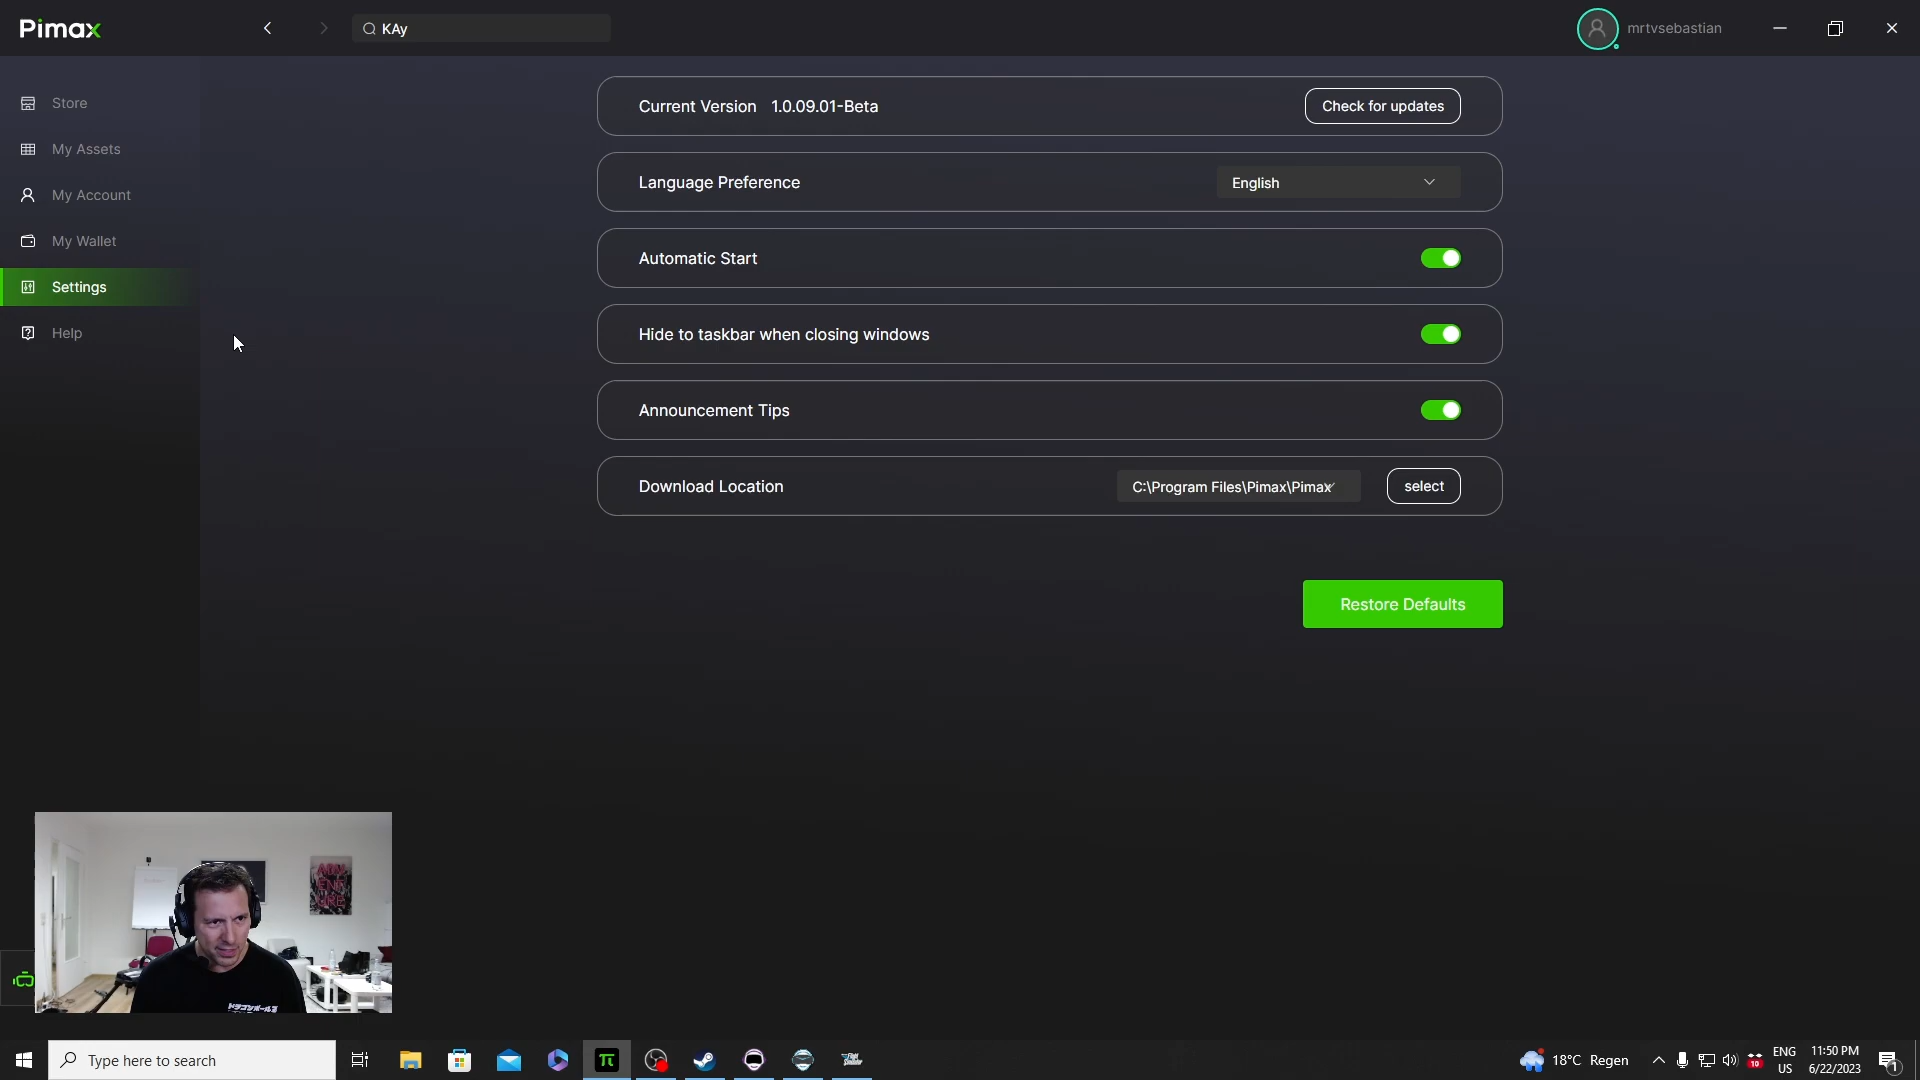 Pimax
KAy
mrtvsebastian
Store
My Assets
My Account
My Wallet
Settings
Help
Current Version 1.0.09.01-Beta
Check for updates
Language Preference
English
Automatic Start
Hide to taskbar when closing windows
Announcement Tips
Download Location
C:\Program Files\Pimax\Pimax
select
Restore Defaults
Type here to search
18°C Regen
10
ENG
US
11:50 PM
6/22/2023
1